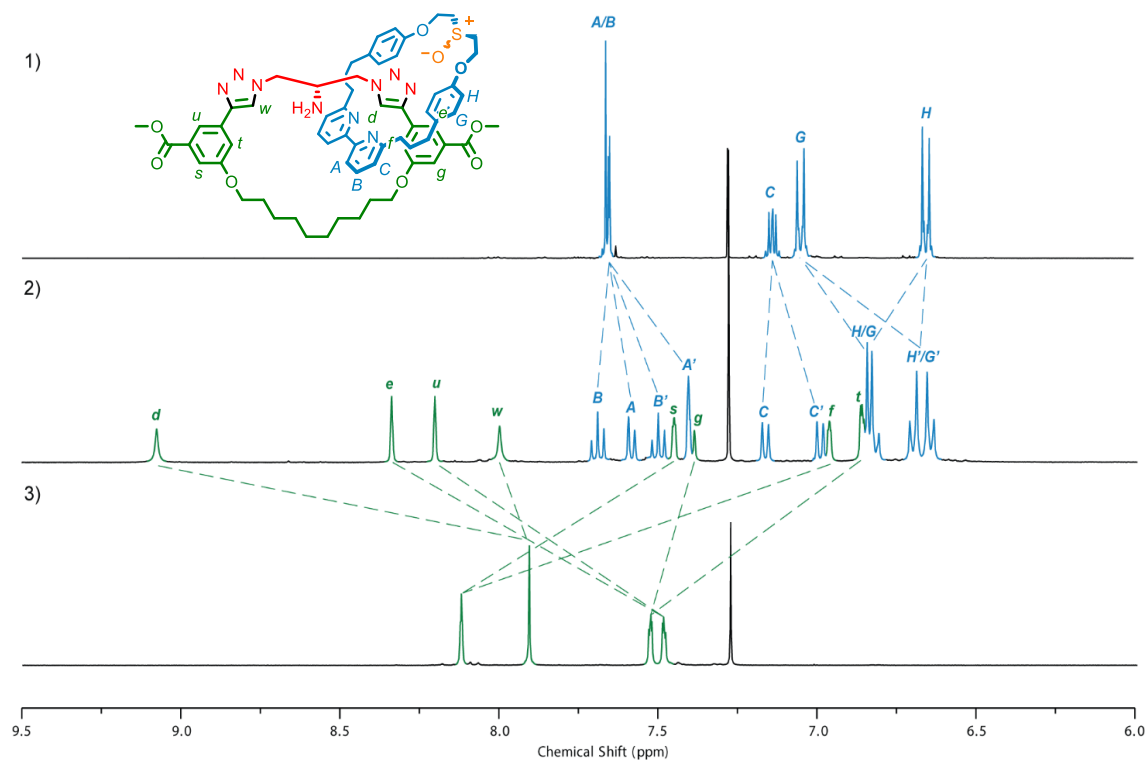 1)
O
S
+
−O
O
N
N
N
w
H₂N
N
N
N
u
t
s
O
O
O
d
e
f
g
N
N
A
B
C
H
G
O
O
O
A/B
C
G
H
2)
d
e
u
w
B
A
B'
s
A'
g
C
C'
f
t
H/G
H'/G'
3)
9.5
9.0
8.5
8.0
7.5
7.0
6.5
6.0
Chemical Shift (ppm)